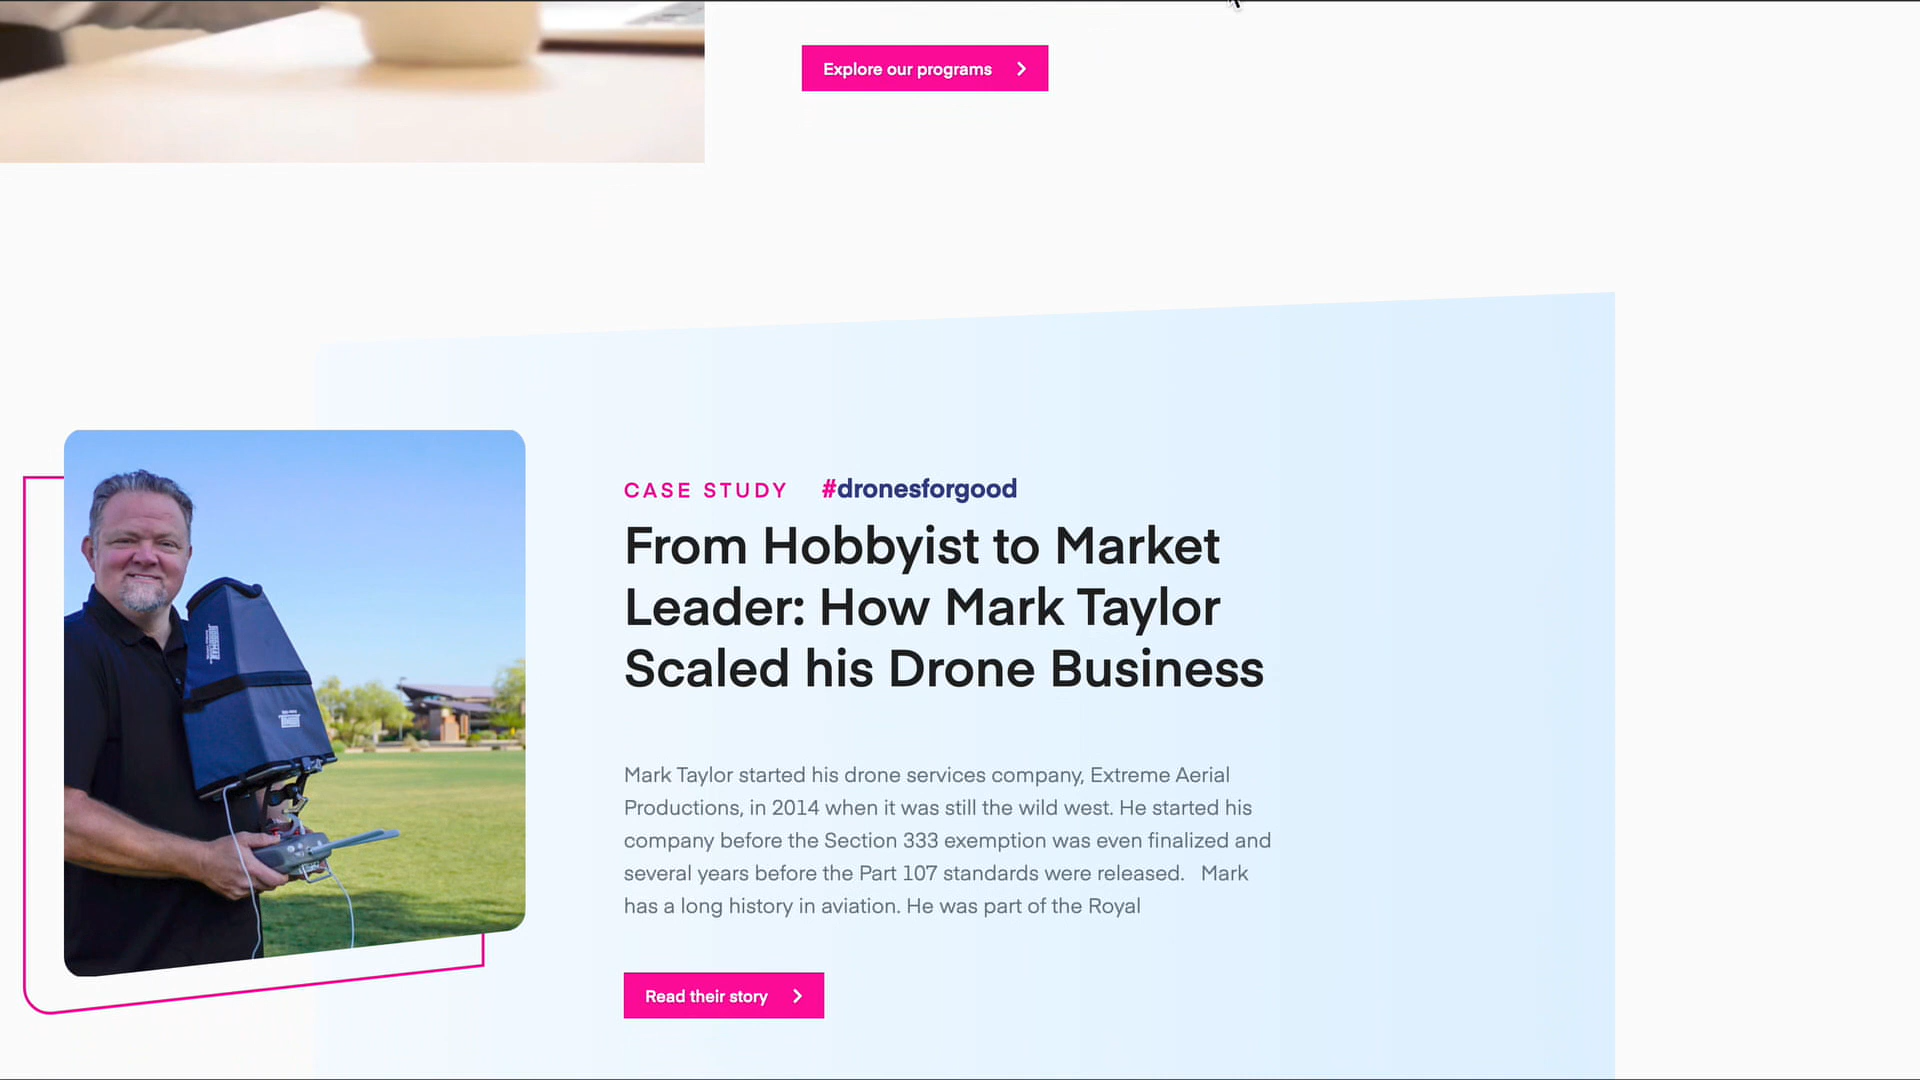 Explore our programs
CASE STUDY #dronesforgood
From Hobbyist to Market
Leader: How Mark Taylor
Scaled his Drone Business
Mark Taylor started his drone services company, Extreme Aerial
Productions, in 2014 when it was still the wild west. He started his
company before the Section 333 exemption was even finalized and
several years before the Part 107 standards were released.   Mark
has a long history in aviation. He was part of the Royal
Read their story